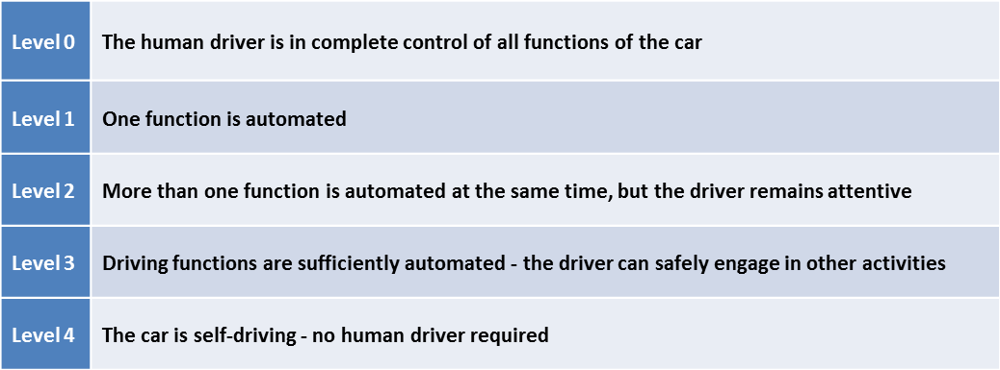 Level 0 The human driver is in complete control of all functions of the car
Level 1 One function is automated
Level 2 More than one function is automated at the same time, but the driver remains attentive
Level 3 Driving functions are sufficiently automated - the driver can safely engage in other activities
Level 4 The car is self-driving - no human driver required